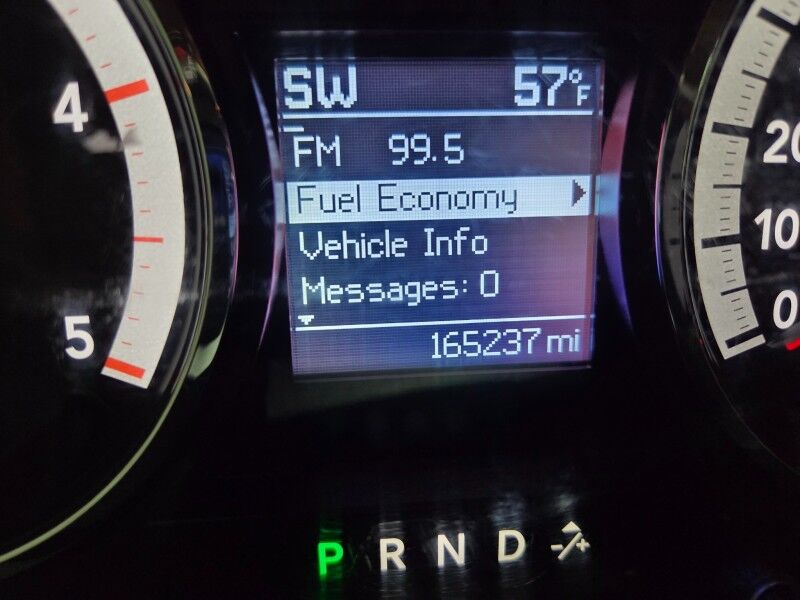 SW 57°F
FM 99.5
Fuel Economy
Vehicle Info
Messages: 0
165237 mi
4
5
20
10
0
P R N D -/+